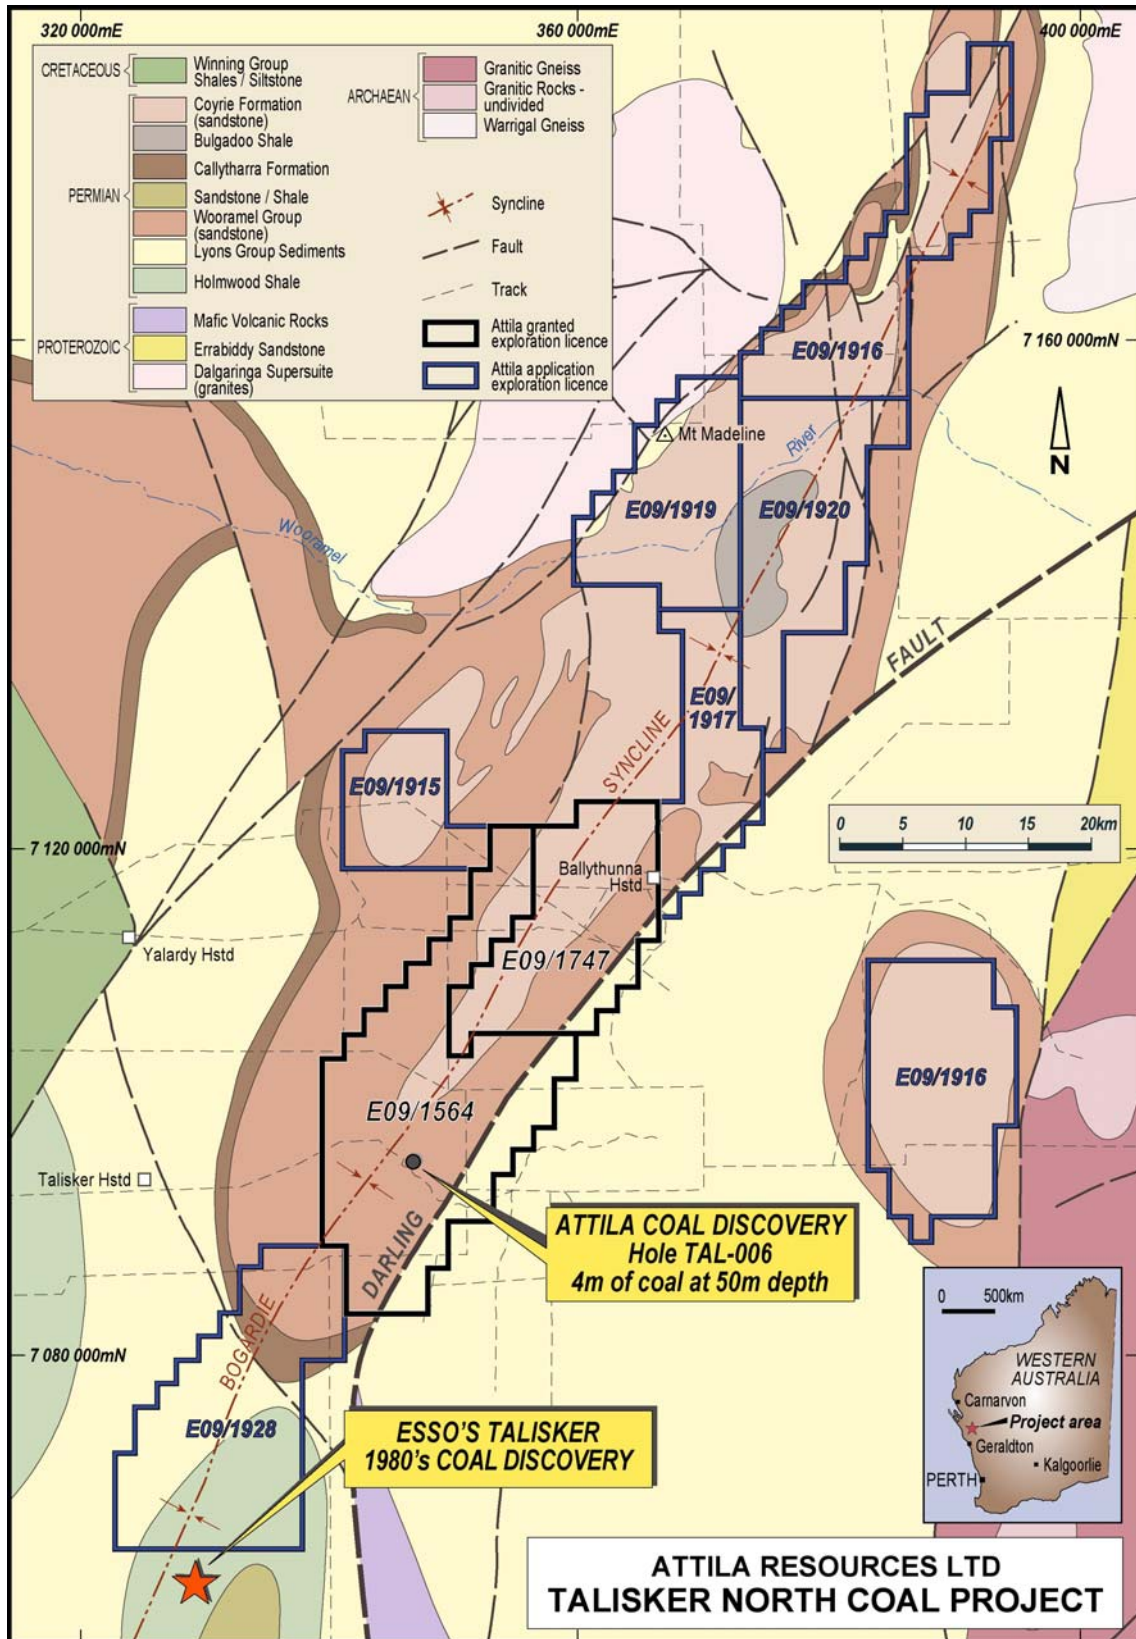 320 000mE
360 000mE
400 000mE
CRETACEOUS
Winning Group
Shales / Siltstone
PERMIAN
Coyrie Formation
(sandstone)
Bulgadoo Shale
Callytharra Formation
Sandstone / Shale
Wooramel Group
(sandstone)
Lyons Group Sediments
Holmwood Shale
PROTEROZOIC
Mafic Volcanic Rocks
Errabiddy Sandstone
Dalgaringa Supersuite
(granites)
ARCHAEAN
Granitic Gneiss
Granitic Rocks -
undivided
Warrigal Gneiss
Syncline
Fault
Track
Attila granted
exploration licence
Attila application
exploration licence
7 160 000mN
E09/1916
Mt Madeline
River
N
E09/1919
E09/1920
Wooramel
FAULT
E09/
1917
SYNCLINE
E09/1915
0 5 10 15 20km
7 120 000mN
Ballythunna
Hstd
Yalardy Hstd
E09/1747
E09/1916
E09/1564
Talisker Hstd
ATTILA COAL DISCOVERY
Hole TAL-006
4m of coal at 50m depth
DARLING
BOGARDIE
7 080 000mN
E09/1928
ESSO'S TALISKER
1980's COAL DISCOVERY
0 500km
WESTERN
AUSTRALIA
Carnarvon
Project area
Geraldton
Kalgoorlie
PERTH
ATTILA RESOURCES LTD
TALISKER NORTH COAL PROJECT